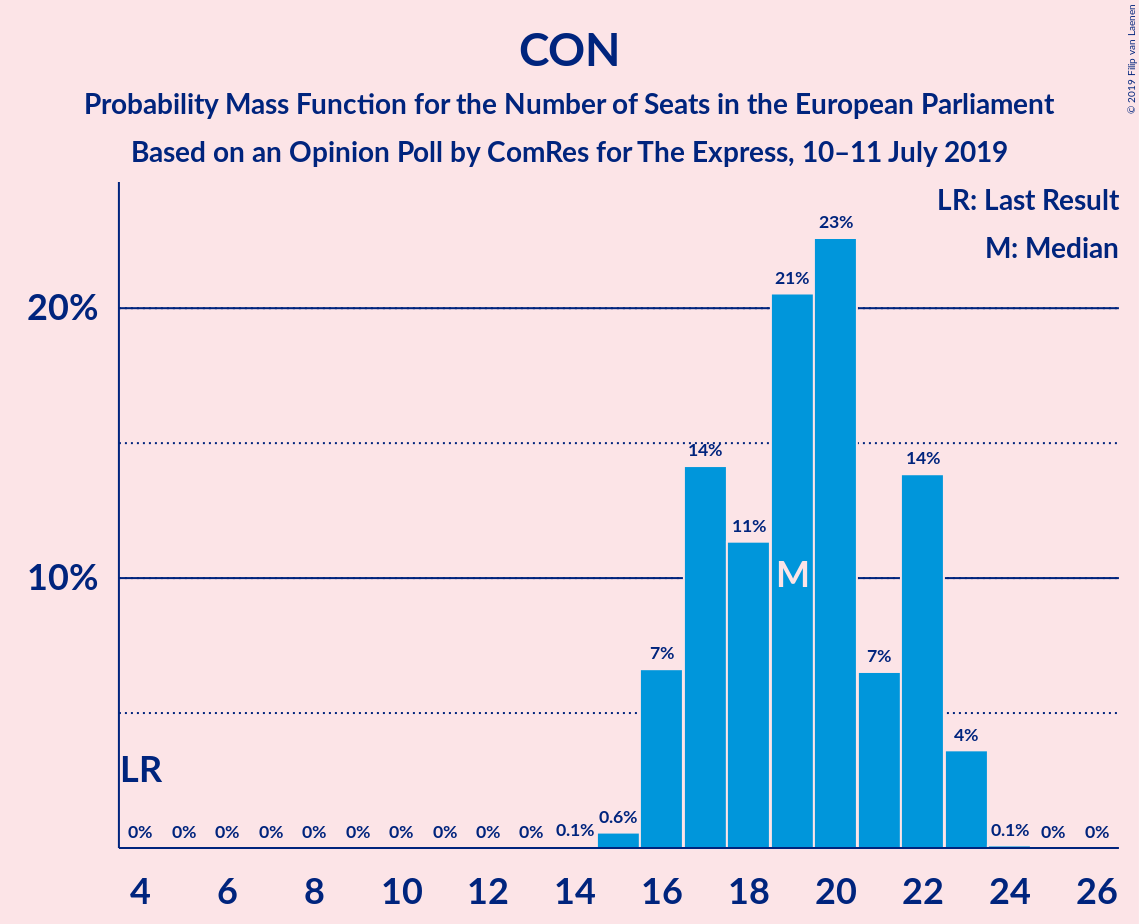 CON
Probability Mass Function for the Number of Seats in the European Parliament
Based on an Opinion Poll by ComRes for The Express, 10–11 July 2019
© 2019 Filip van Laenen
LR: Last Result
M: Median
20%
10%
23%
21%
14%
14%
11%
M
7%
7%
4%
LR
0%
0%
0%
0%
0%
0%
0%
0%
0%
0%
0.1%
0.6%
0.1%
0%
0%
4 6 8 10 12 14 16 18 20 22 24 26